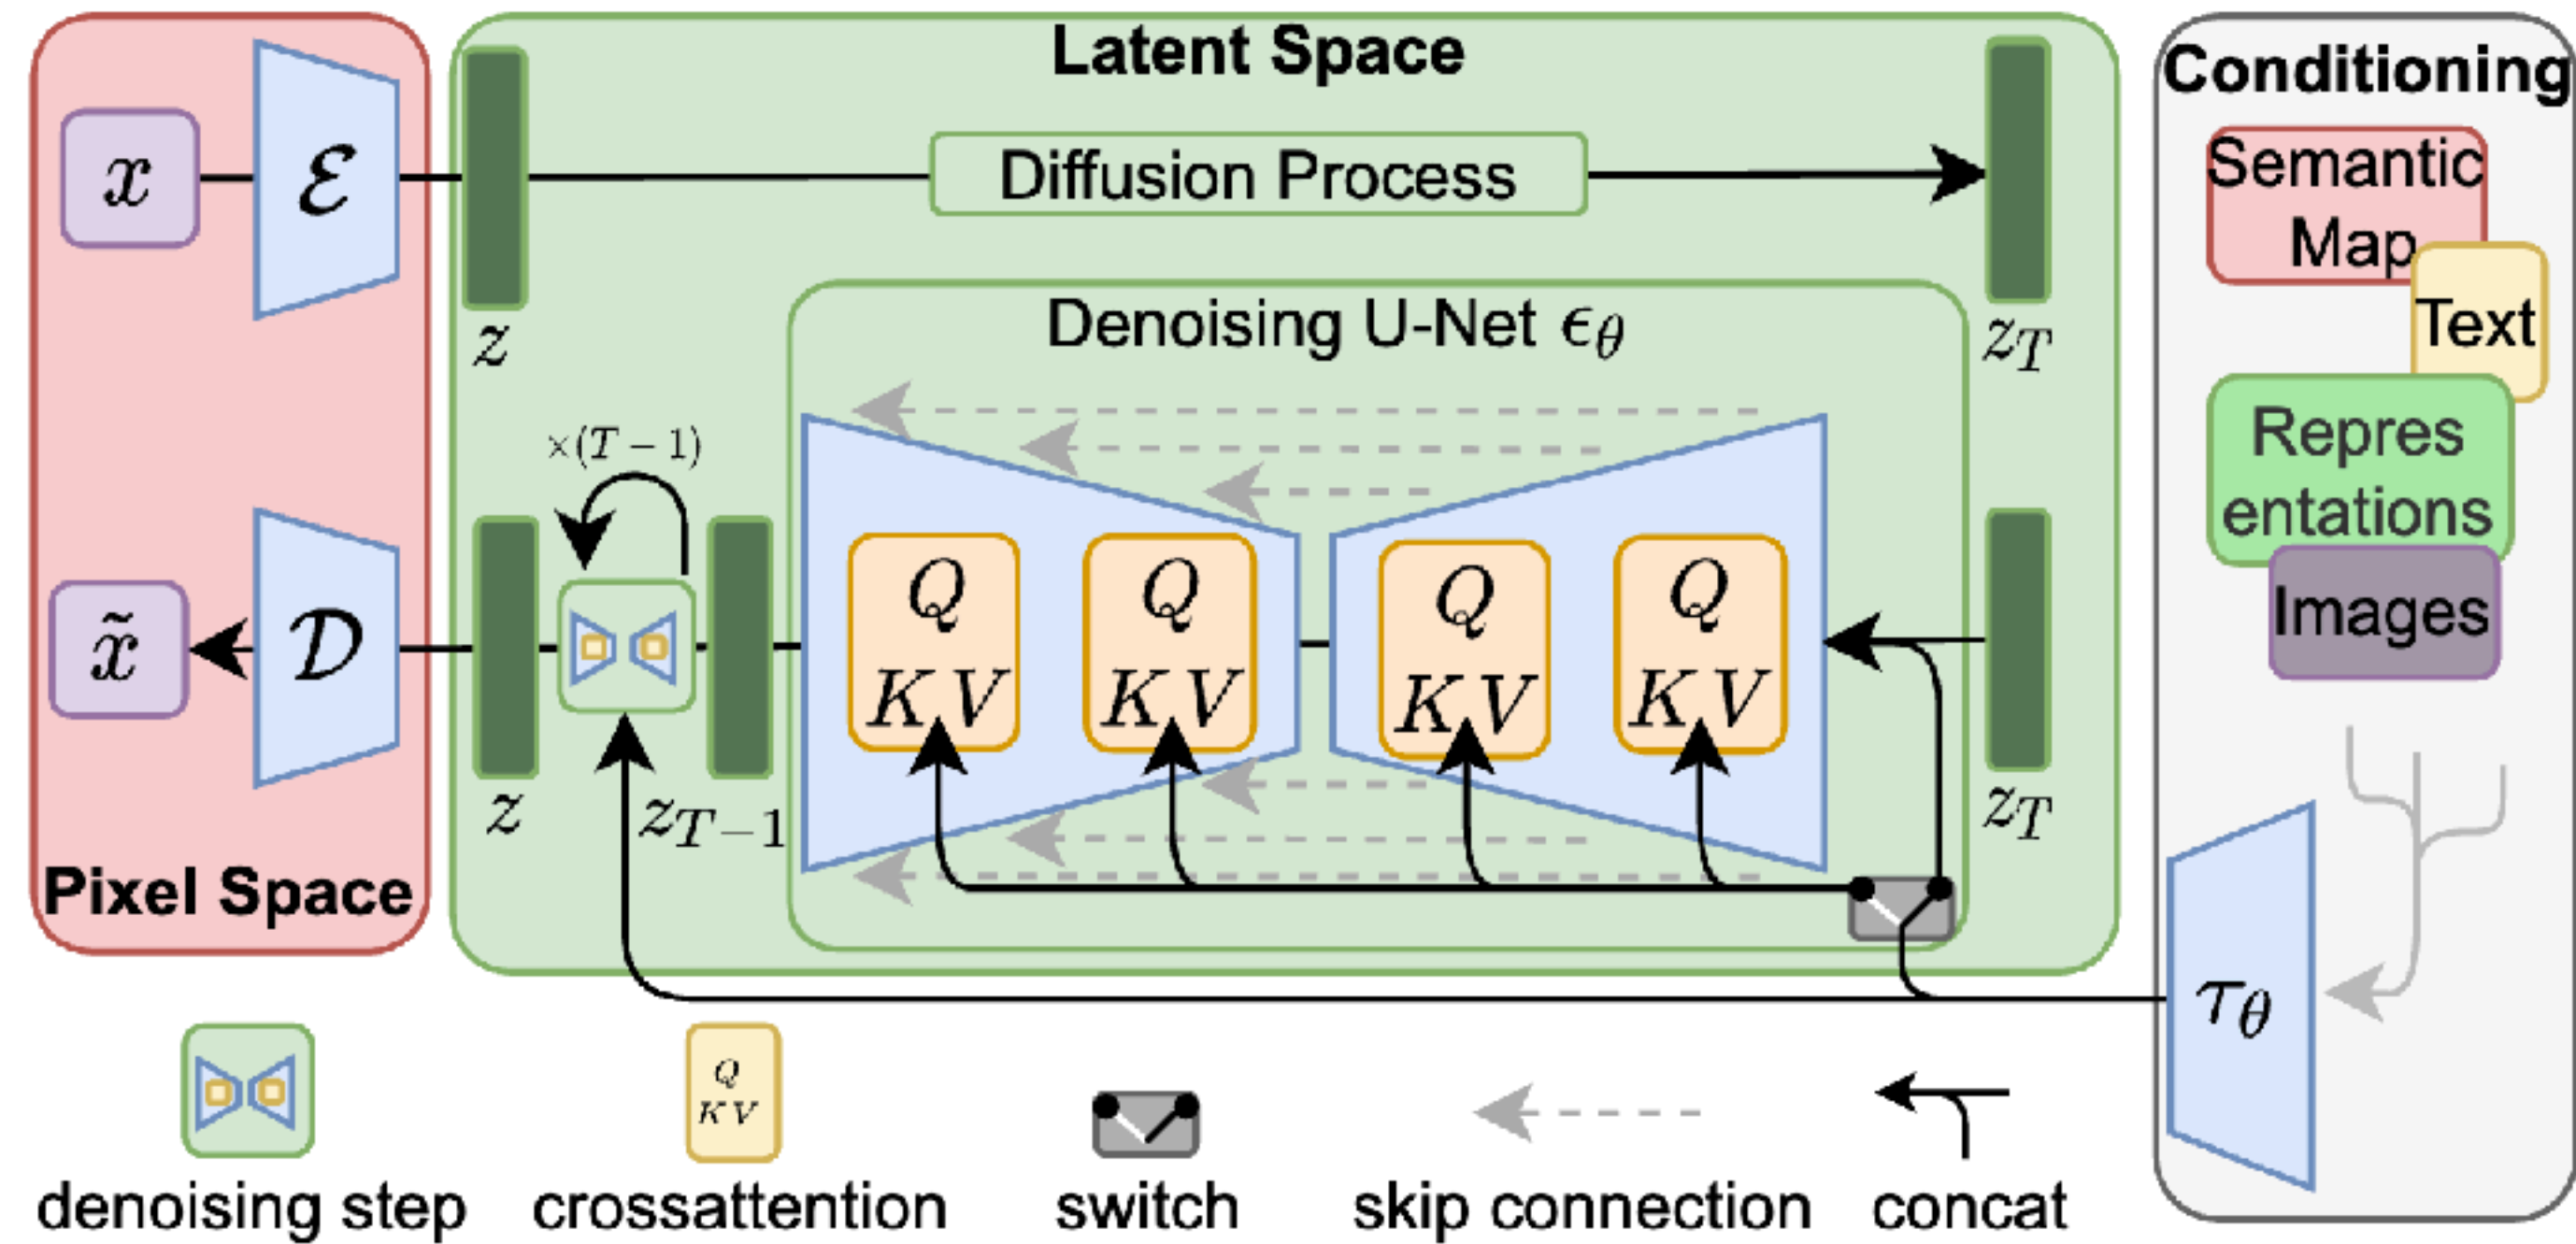 Latent Space
Conditioning
x
ℰ
Diffusion Process
Semantic
Map
z
Denoising U-Net ϵ_θ
z_T
Text
Repres
entations
×(T − 1)
Q
KV
Q
KV
Q
KV
Q
KV
Images
x̃
𝒟
z
z_{T−1}
z_T
Pixel Space
τ_θ
Q
KV
denoising step
crossattention
switch
skip connection
concat